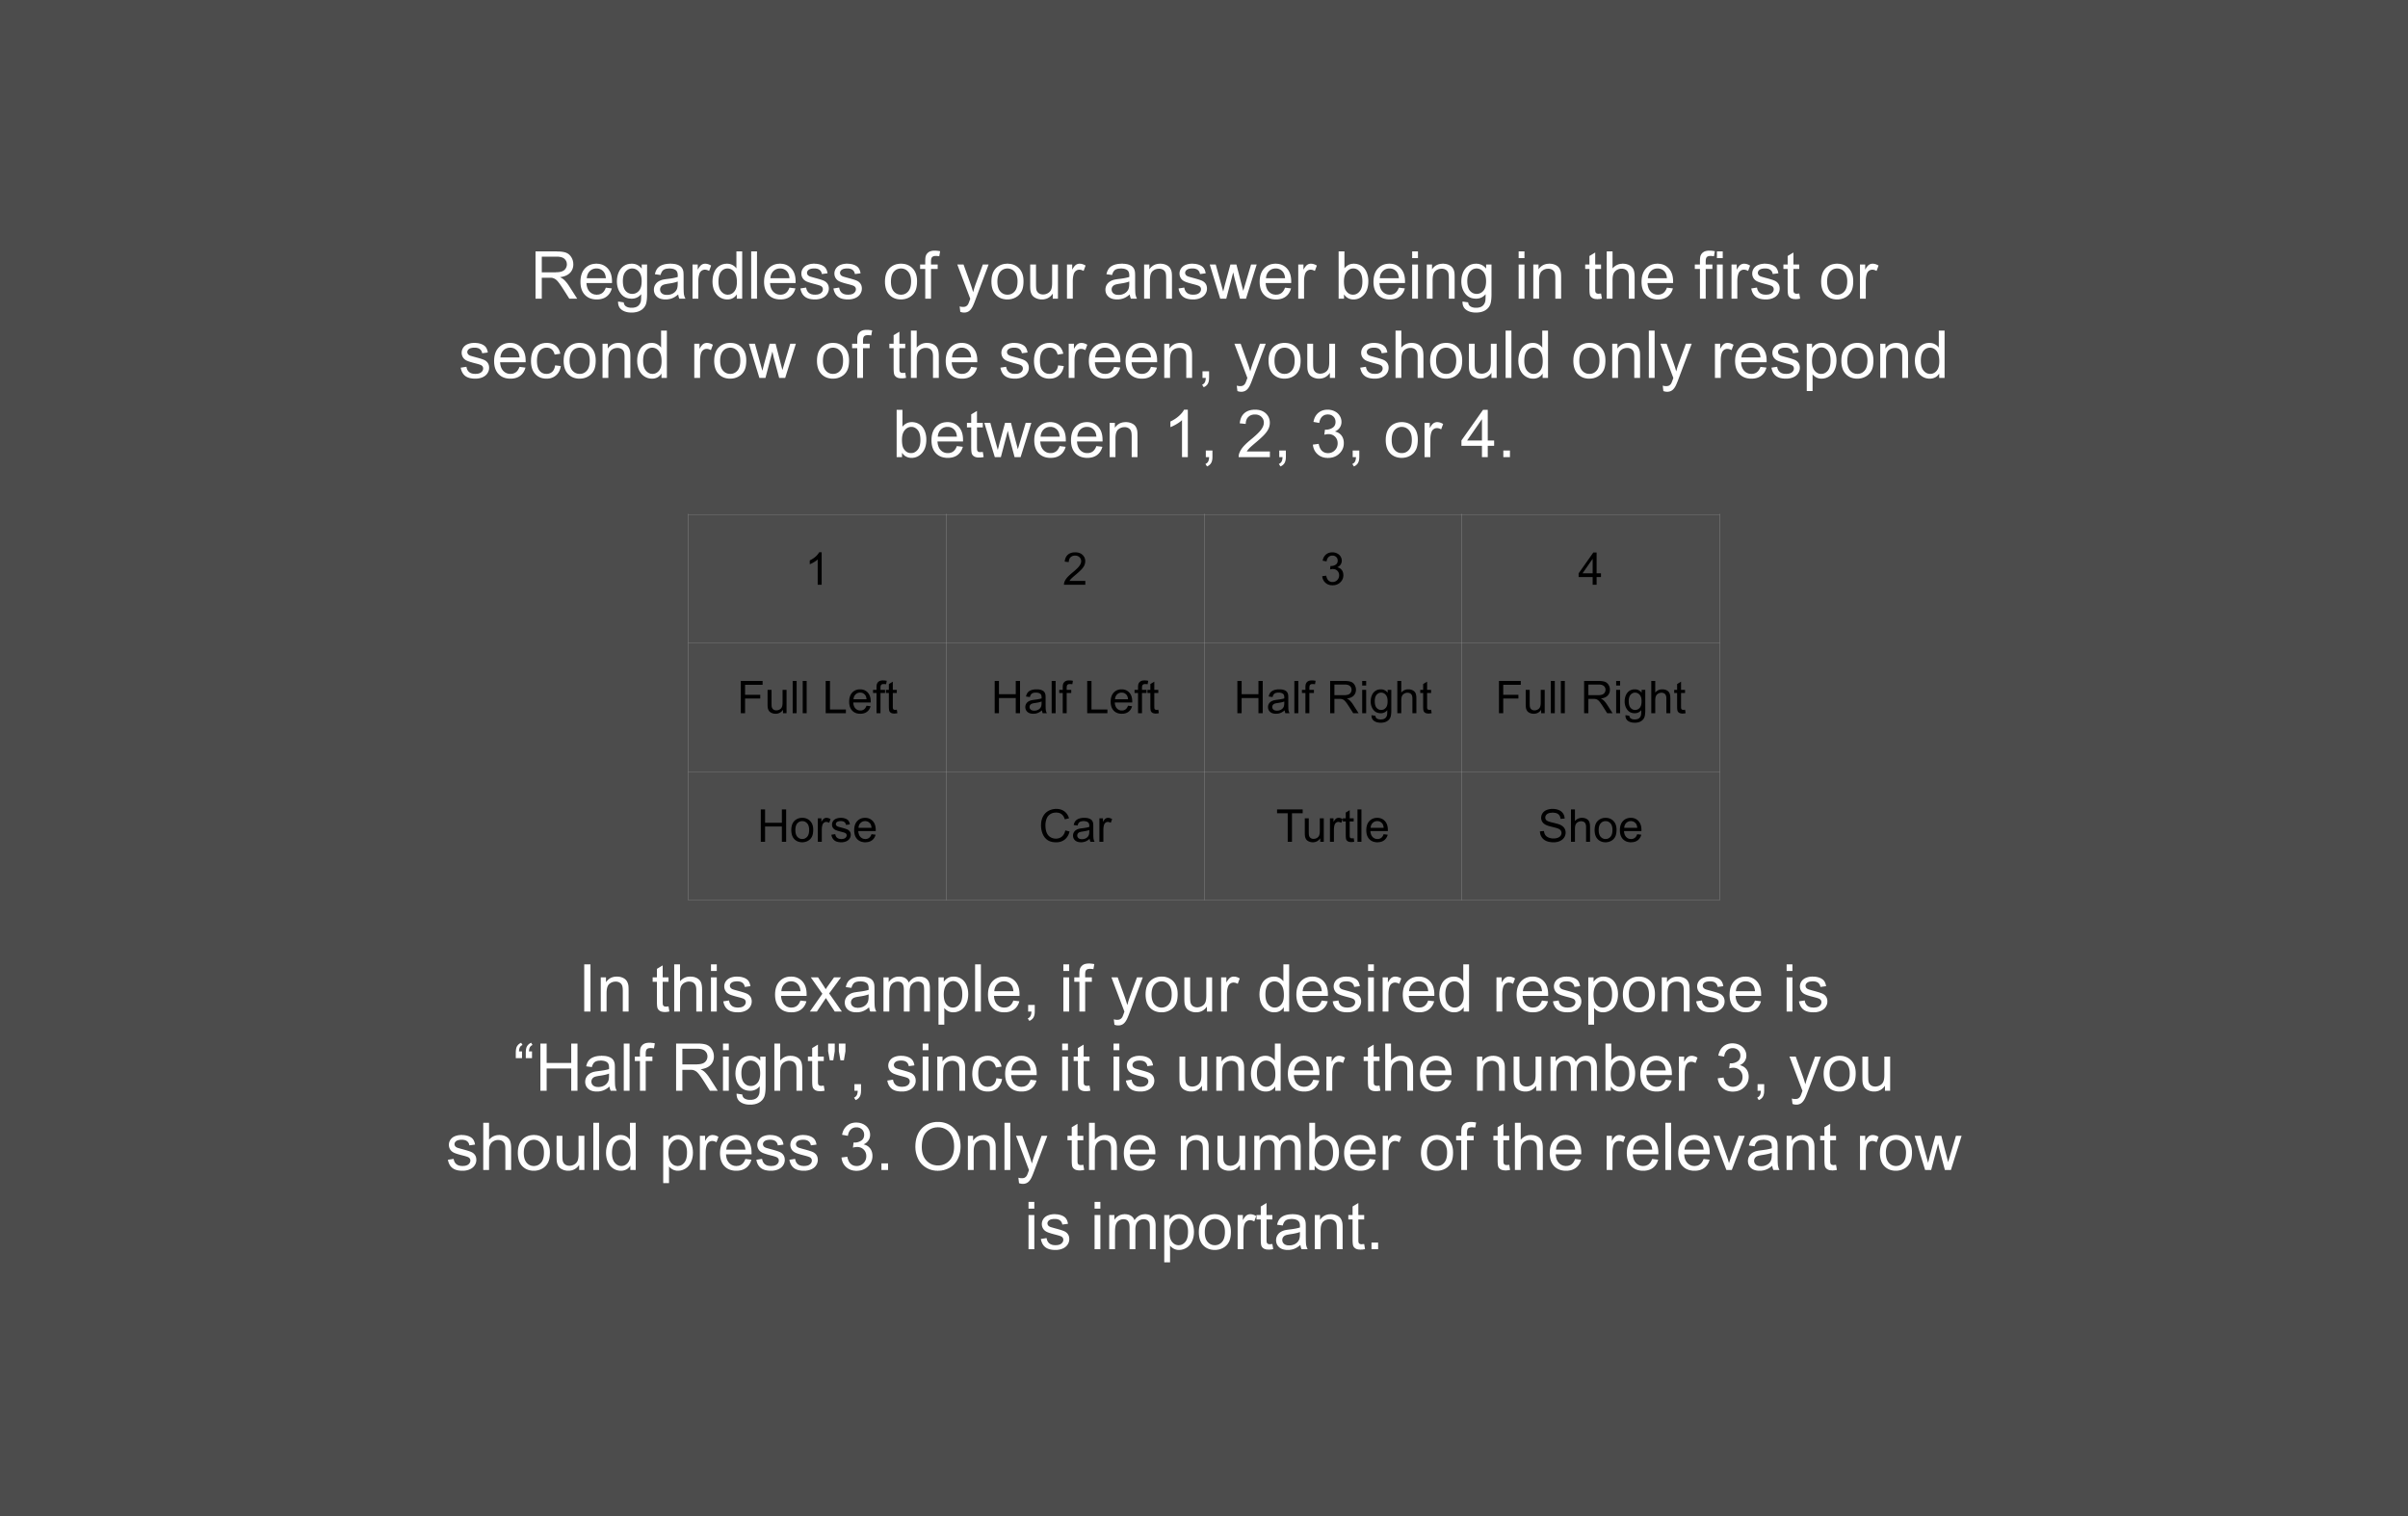 Regardless of your answer being in the first or
second row of the screen, you should only respond
between 1, 2, 3, or 4.
1 2 3 4
Full Left Half Left Half Right Full Right
Horse Car Turtle Shoe
In this example, if your desired response is
“Half Right", since it is under the number 3, you
should press 3. Only the number of the relevant row
is important.